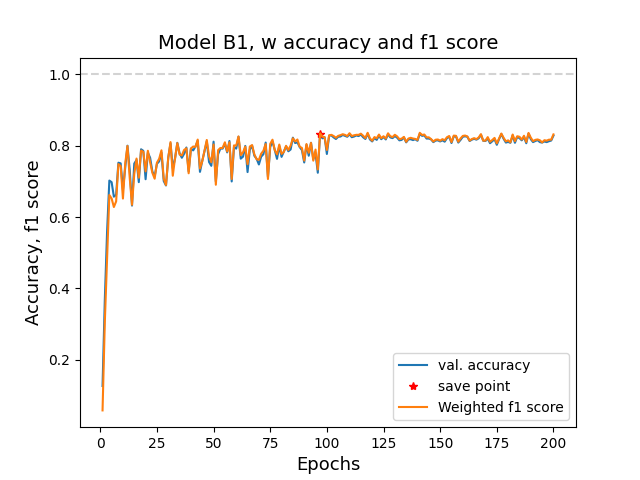 Model B1, w accuracy and f1 score
Accuracy, f1 score
1.0
0.8
0.6
0.4
0.2
val. accuracy
save point
Weighted f1 score
0 25 50 75 100 125 150 175 200
Epochs